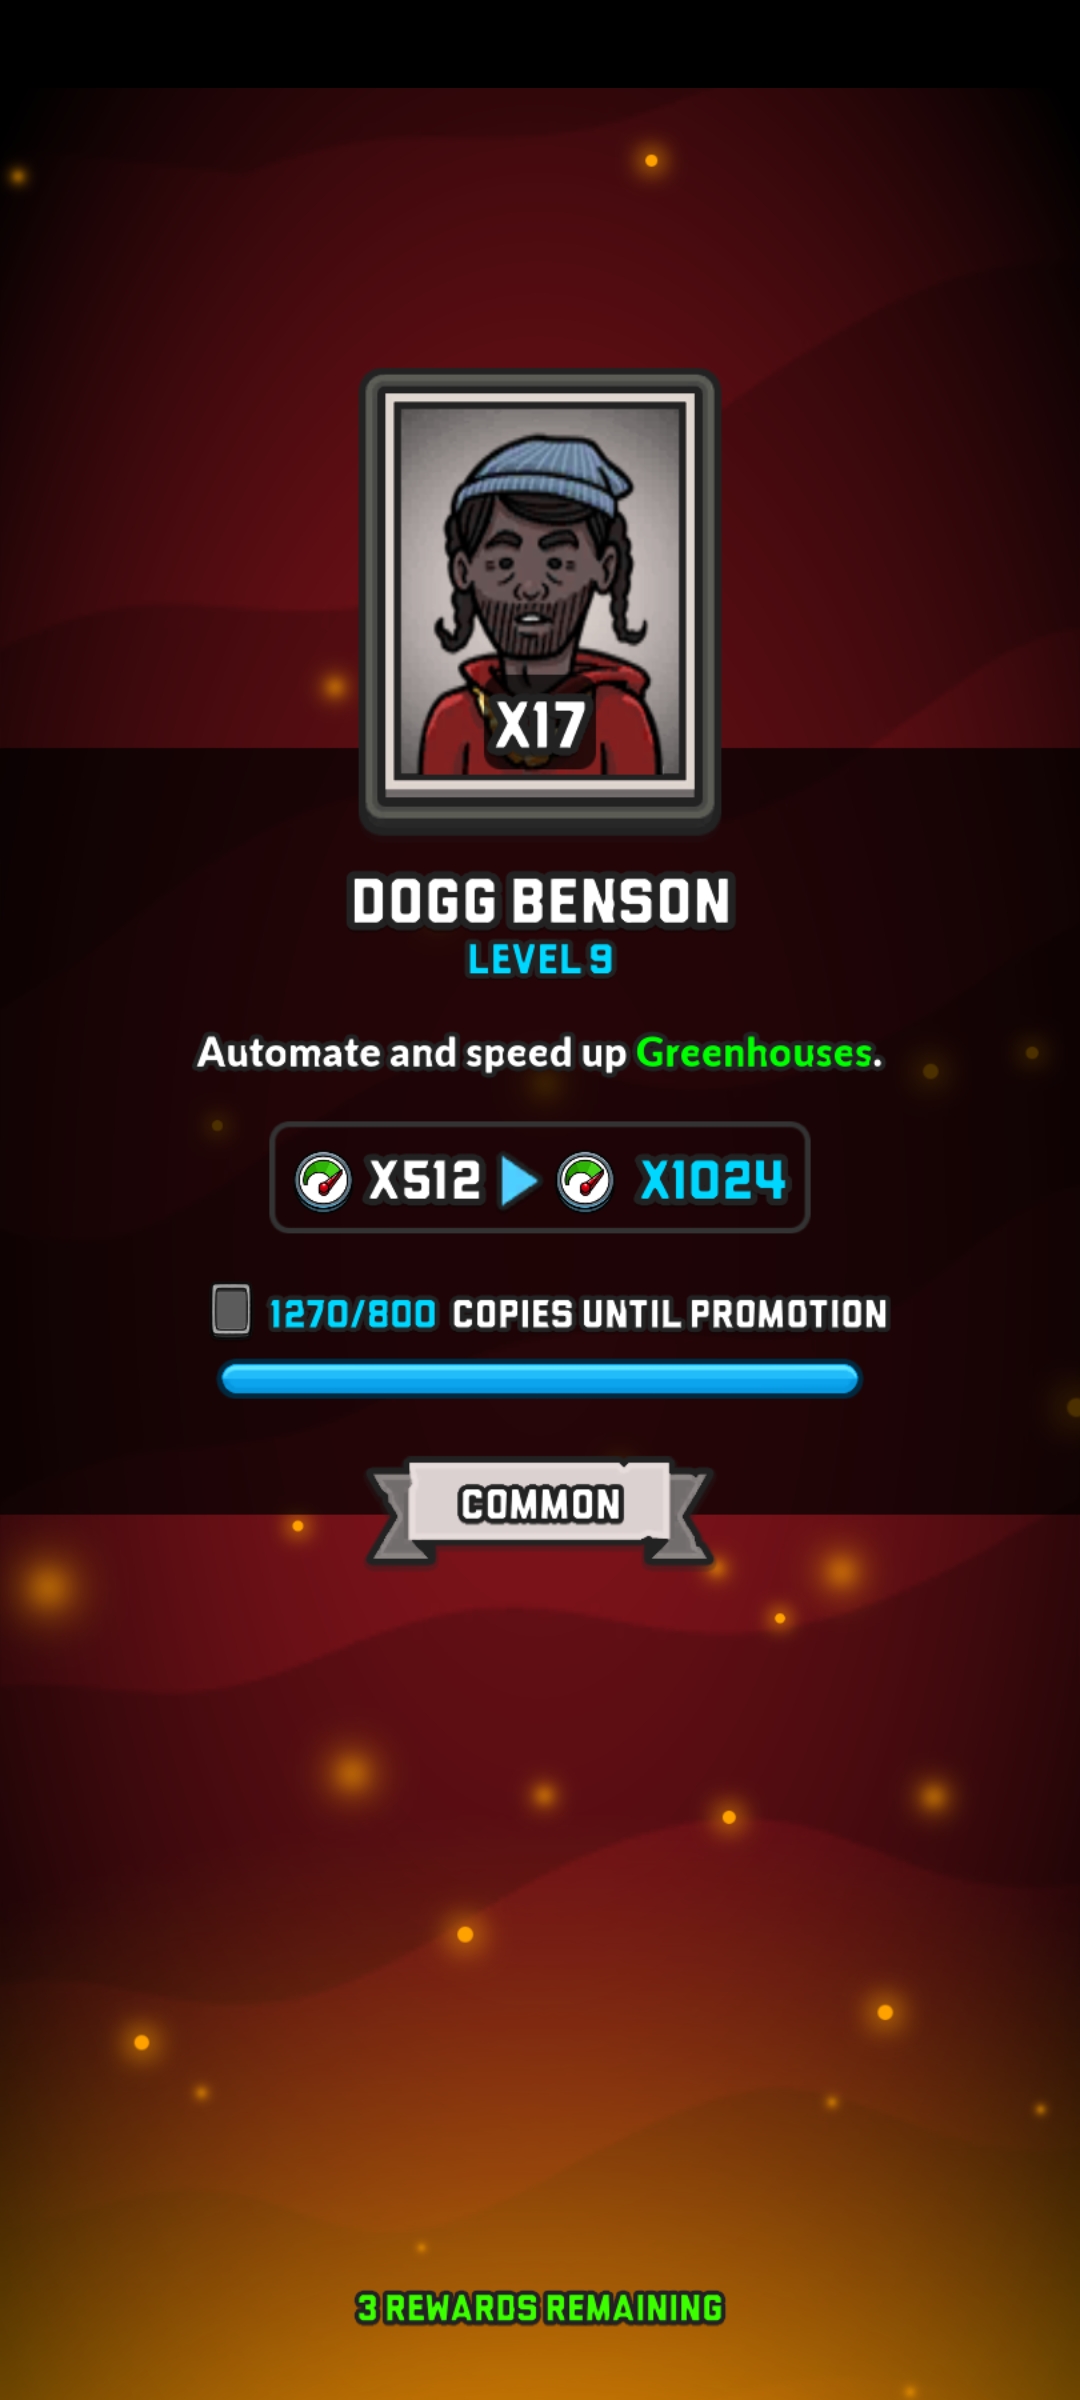 X17
DOGG BENSON
LEVEL 9
Automate and speed up Greenhouses.
X512 X1024
1270/800 COPIES UNTIL PROMOTION
COMMON
3 REWARDS REMAINING